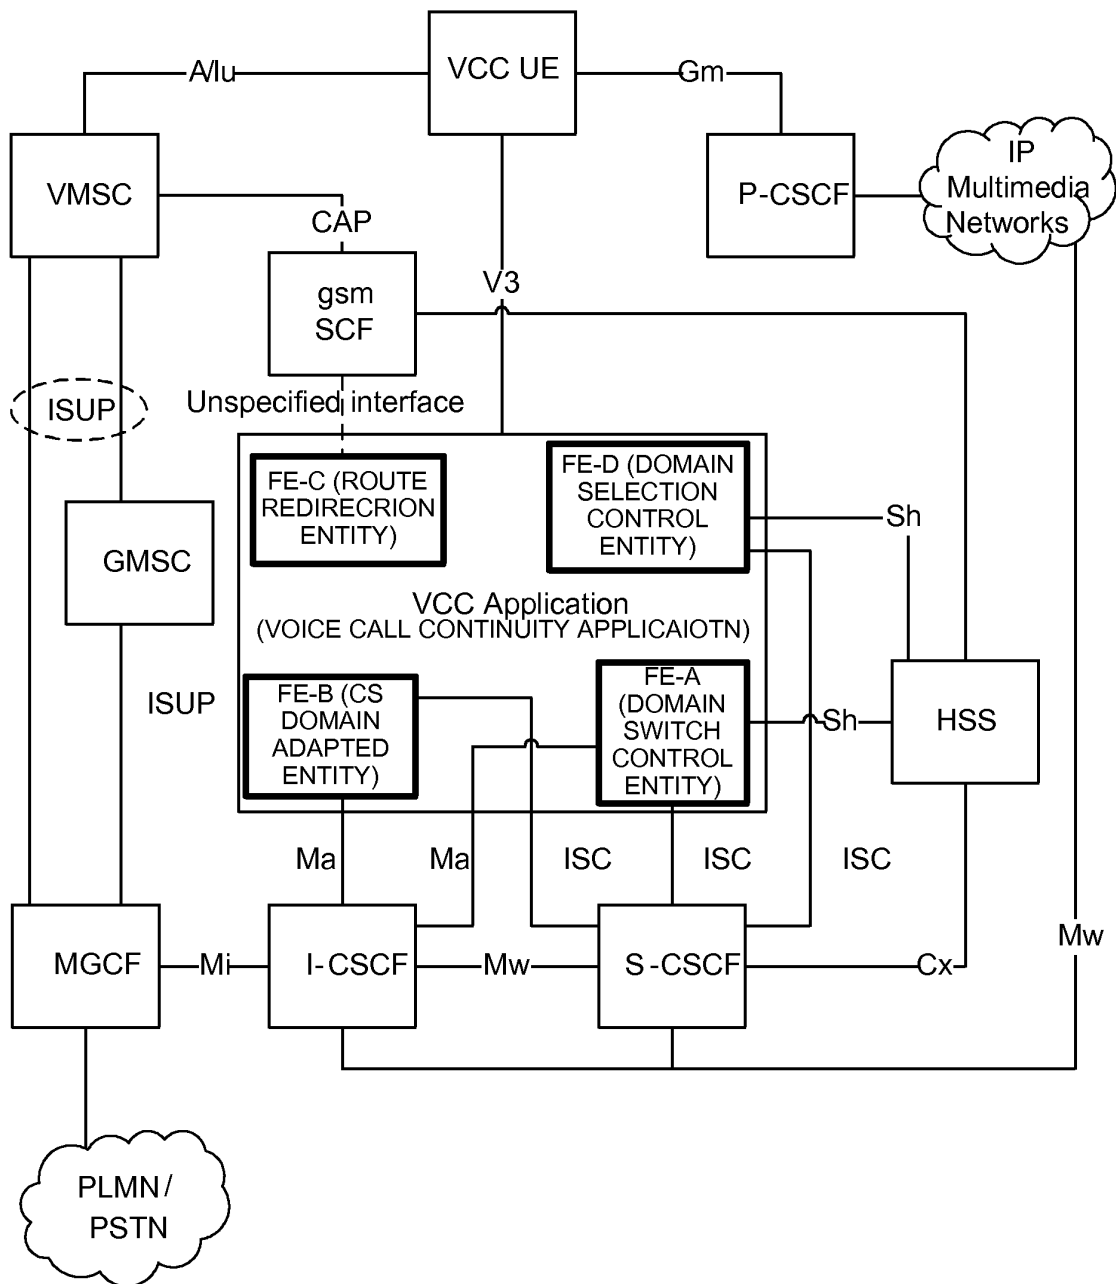 VCC UE
A/Iu
Gm
VMSC
P-CSCF
IP
Multimedia
Networks
CAP
gsm
SCF
V3
ISUP
Unspecified interface
FE-C (ROUTE
REDIRECRION
ENTITY)
FE-D (DOMAIN
SELECTION
CONTROL
ENTITY)
Sh
GMSC
VCC Application
(VOICE CALL CONTINUITY APPLICAIOTN)
ISUP
FE-B (CS
DOMAIN
ADAPTED
ENTITY)
FE-A
(DOMAIN
SWITCH
CONTROL
ENTITY)
Sh
HSS
Ma
Ma
ISC
ISC
ISC
MGCF
Mi
I-CSCF
Mw
S-CSCF
Cx
Mw
PLMN/
PSTN